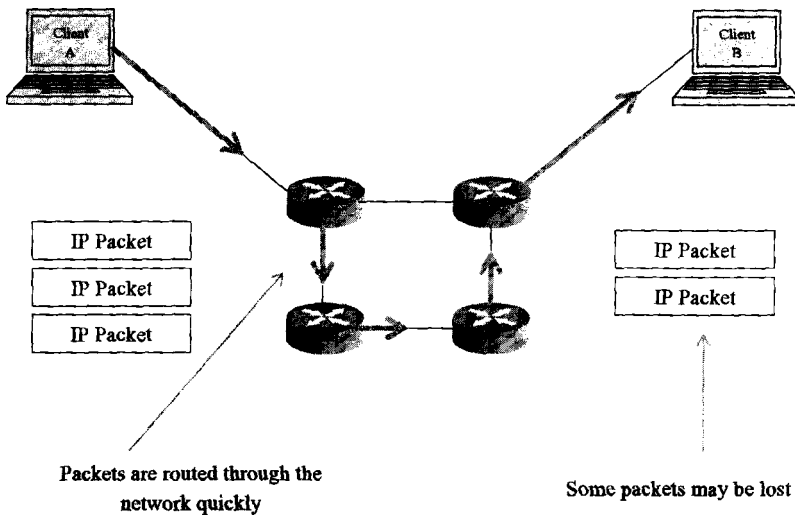 Client
A
Client
B
IP Packet
IP Packet
IP Packet
IP Packet
IP Packet
Packets are routed through the
network quickly
Some packets may be lost